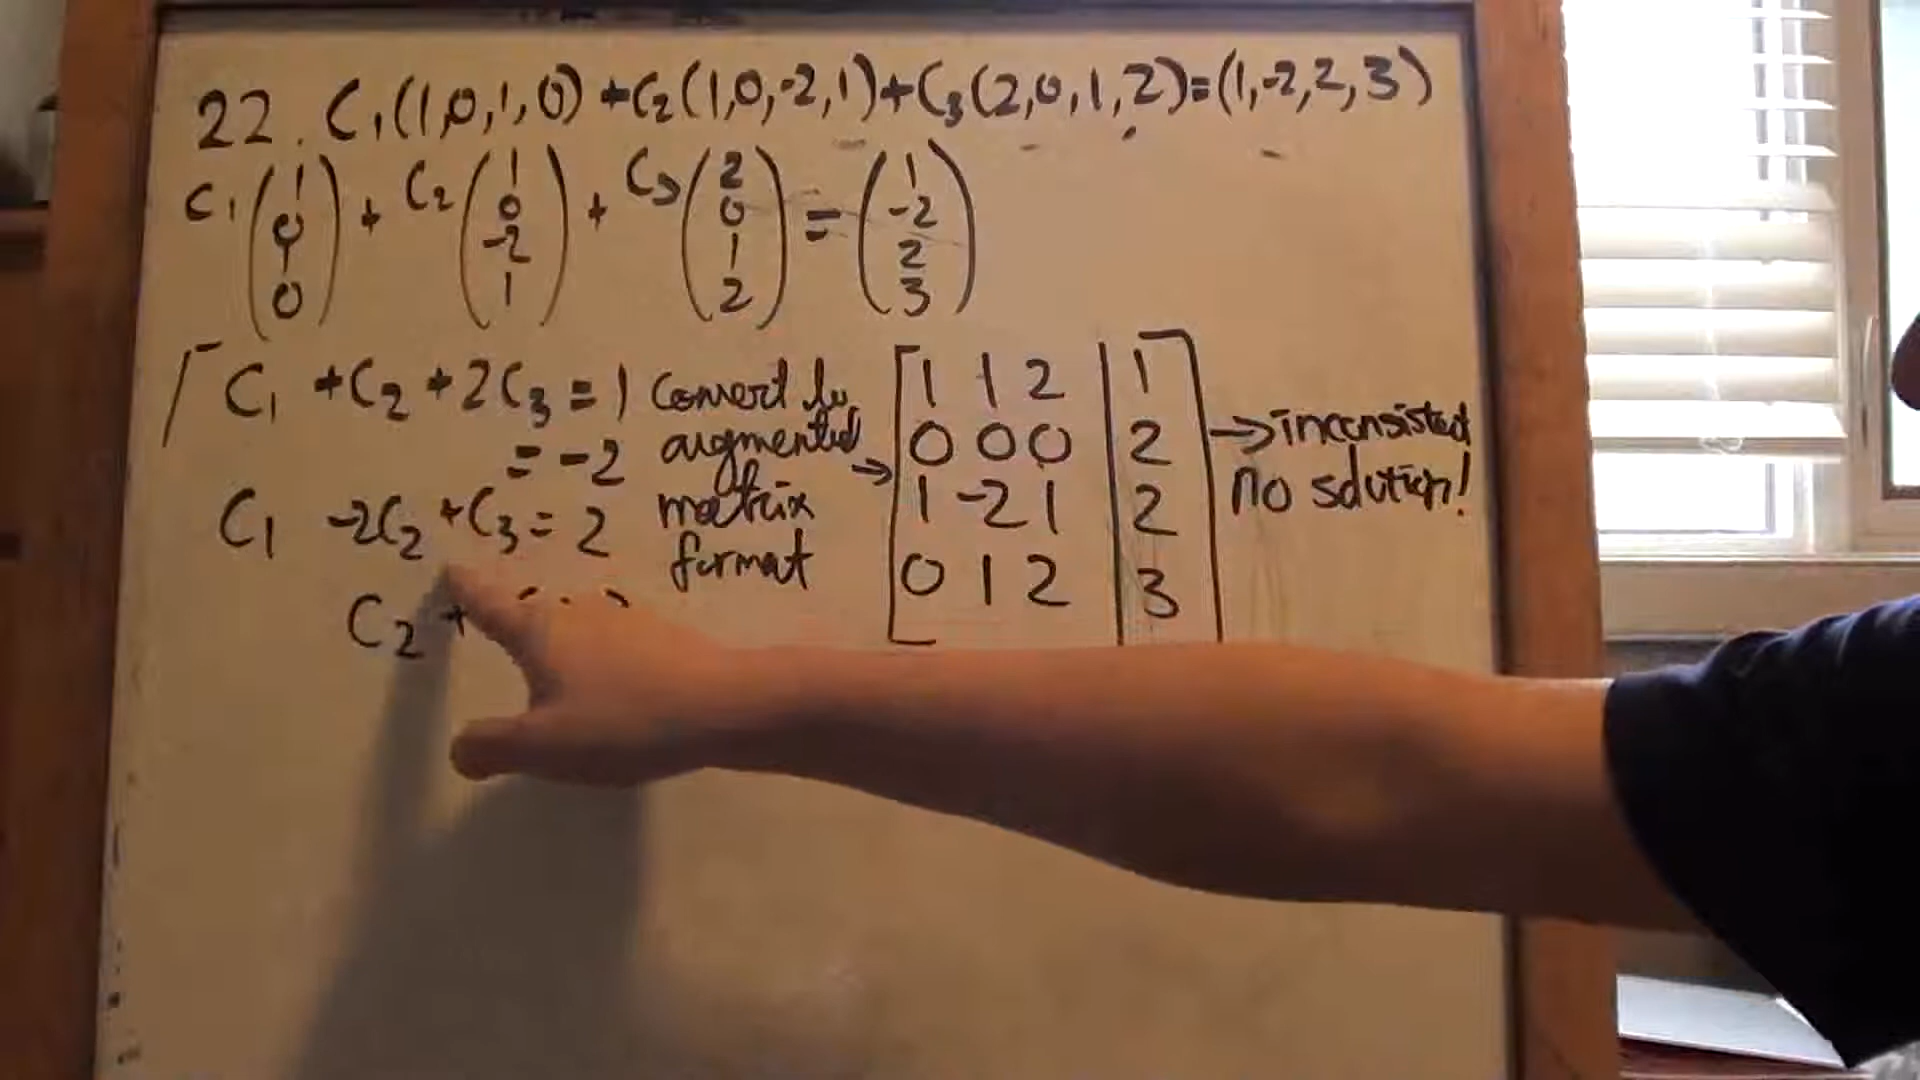 22. C1(1,0,1,0) + C2(1,0,-2,1) + C3(2,0,1,2) = (1,-2,2,3)
C1 (1 0 1 0) + C2 (1 0 -2 1) + C3 (2 0 1 2) = (1 -2 2 3)
C1 + C2 + 2C3 = 1
= -2
C1 -2C2 + C3 = 2
C2 +
convert to
augmented
matrix
format
→
1 1 2 | 1
0 0 0 | 2
1 -2 1 | 2
0 1 2 | 3
→ inconsisted
no solution!